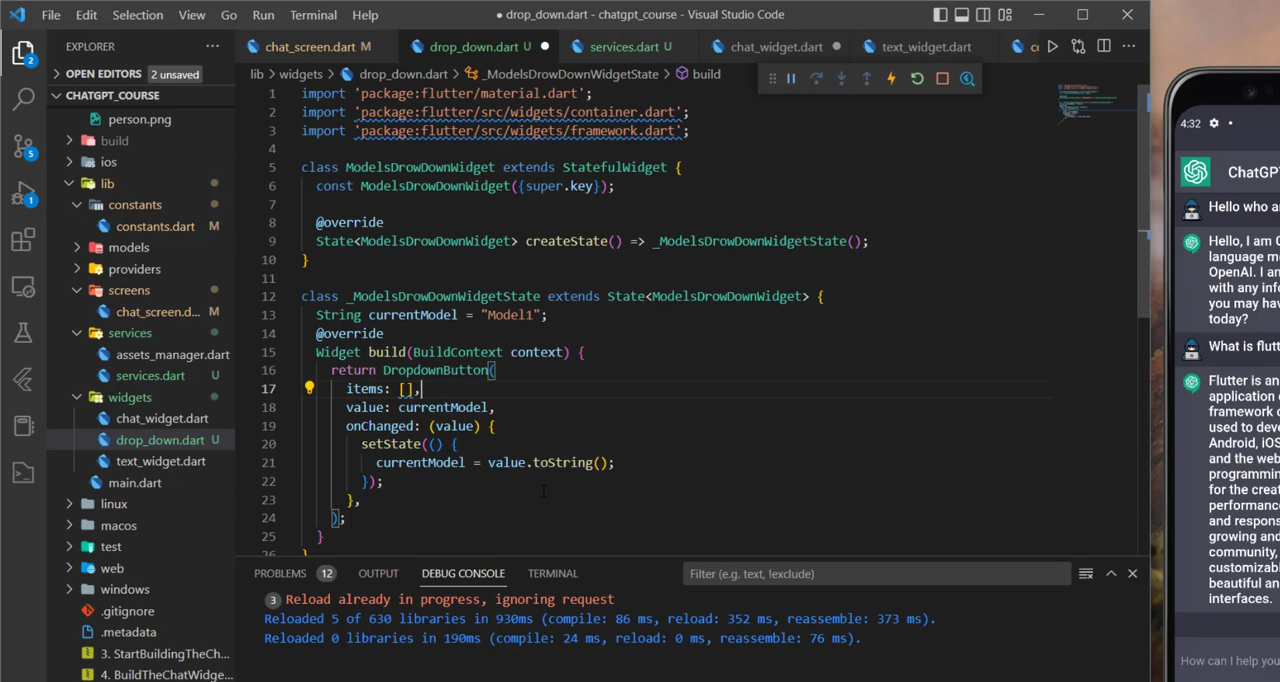 File Edit Selection View Go Run Terminal Help
● drop_down.dart - chatgpt_course - Visual Studio Code
EXPLORER
OPEN EDITORS 2 unsaved
CHATGPT_COURSE
person.png
build
ios
lib
constants
constants.dart M
models
providers
screens
chat_screen.d... M
services
assets_manager.dart
services.dart U
widgets
chat_widget.dart
drop_down.dart U
text_widget.dart
main.dart
linux
macos
test
web
windows
.gitignore
.metadata
3. StartBuildingTheCh...
4. BuildTheChatWidge...
2
5
1
chat_screen.dart M
drop_down.dart U
services.dart U
chat_widget.dart
text_widget.dart
lib > widgets > drop_down.dart > _ModelsDrowDownWidgetState > build
1 import 'package:flutter/material.dart';
2 import 'package:flutter/src/widgets/container.dart';
3 import 'package:flutter/src/widgets/framework.dart';
4
5 class ModelsDrowDownWidget extends StatefulWidget {
6 const ModelsDrowDownWidget({super.key});
7
8 @override
9 State<ModelsDrowDownWidget> createState() => _ModelsDrowDownWidgetState();
10 }
11
12 class _ModelsDrowDownWidgetState extends State<ModelsDrowDownWidget> {
13 String currentModel = "Model1";
14 @override
15 Widget build(BuildContext context) {
16 return DropdownButton(
17 items: [],
18 value: currentModel,
19 onChanged: (value) {
20 setState(() {
21 currentModel = value.toString();
22 });
23 },
24 );
25 }
26 }
PROBLEMS 12 OUTPUT DEBUG CONSOLE TERMINAL
Filter (e.g. text, !exclude)
3 Reload already in progress, ignoring request
Reloaded 5 of 630 libraries in 930ms (compile: 86 ms, reload: 352 ms, reassemble: 373 ms).
Reloaded 0 libraries in 190ms (compile: 24 ms, reload: 0 ms, reassemble: 76 ms).
4:32
ChatGPT
Hello who ar
Hello, I am C
language mo
OpenAI. I am
with any info
you may hav
today?
What is flutt
Flutter is an
application d
framework c
used to deve
Android, iOS
and the web
programmin
for the creat
performance
and respons
growing and
community,
customizabl
beautiful an
interfaces.
How can I help you